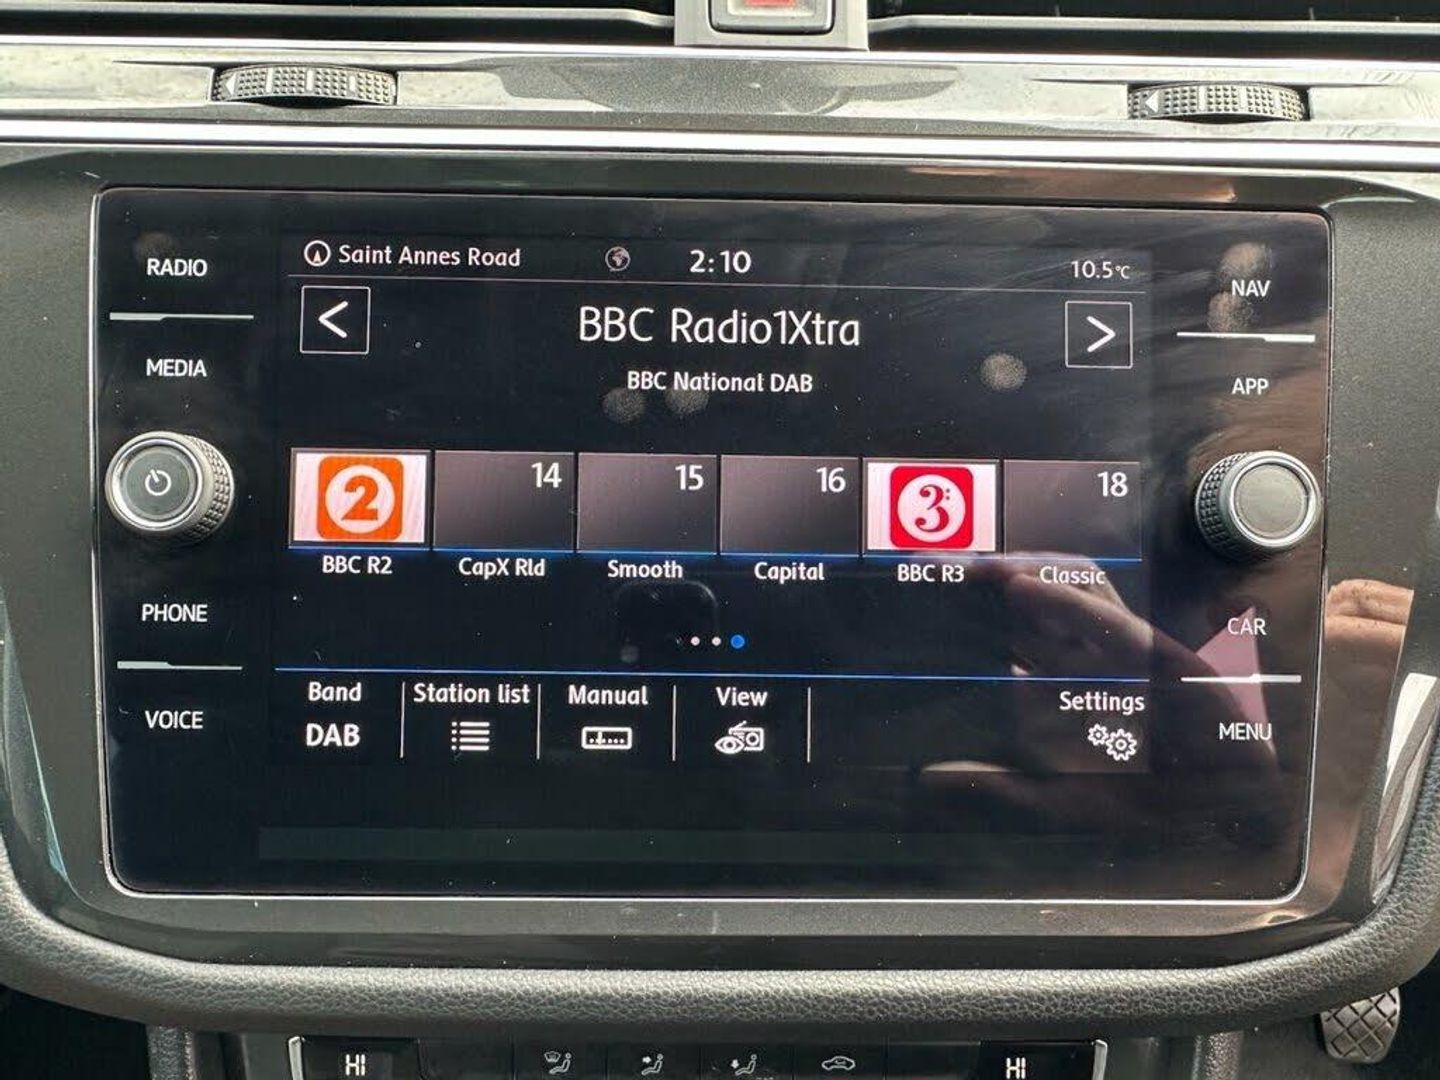 RADIO
MEDIA
PHONE
VOICE
Saint Annes Road
2:10
10.5°C
< BBC Radio1Xtra >
BBC National DAB
2 14 15 16 3 18
BBC R2 CapX Rld Smooth Capital BBC R3 Classic
Band Station list Manual View Settings
DAB
NAV
APP
CAR
MENU
HI HI